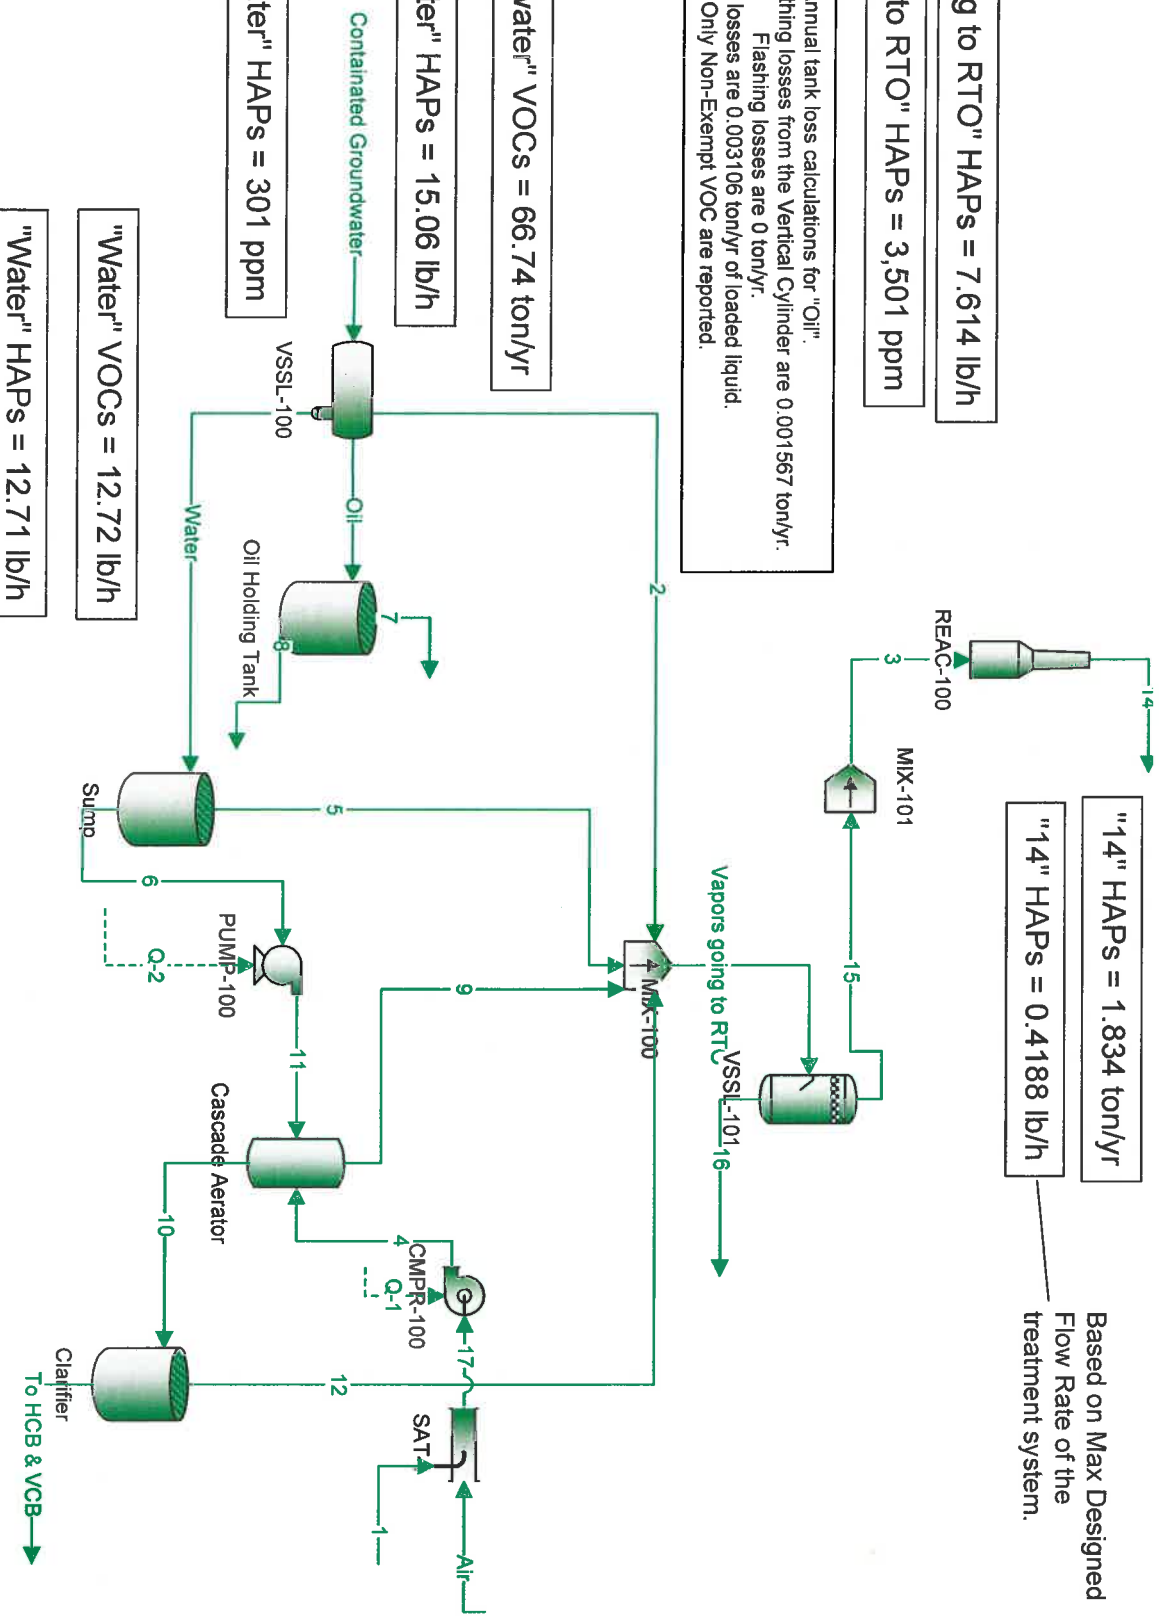 14
"14" HAPs = 1.834 ton/yr
"14" HAPs = 0.4188 lb/h
Based on Max Designed
Flow Rate of the
treatment system.
g to RTO" HAPs = 7.614 lb/h
to RTO" HAPs = 3,501 ppm
REAC-100
3
MIX-101
15
nnual tank loss calculations for "Oil".
thing losses from the Vertical Cylinder are 0.001567 ton/yr.
Flashing losses are 0 ton/yr.
losses are 0.003106 ton/yr of loaded liquid.
Only Non-Exempt VOC are reported.
Vapors going to RTO
VSSL-101
16
2
MIX-100
water" VOCs = 66.74 ton/yr
ter" HAPs = 15.06 lb/h
ter" HAPs = 301 ppm
Containated Groundwater
VSSL-100
Oil
7
8
Oil Holding Tank
Water
5
9
12
17
SAT
1
Air
4
CMPR-100
Q-1
11
Cascade Aerator
10
PUMP-100
Q-2
6
Sump
Clarifier
To HCB & VCB
"Water" VOCs = 12.72 lb/h
"Water" HAPs = 12.71 lb/h